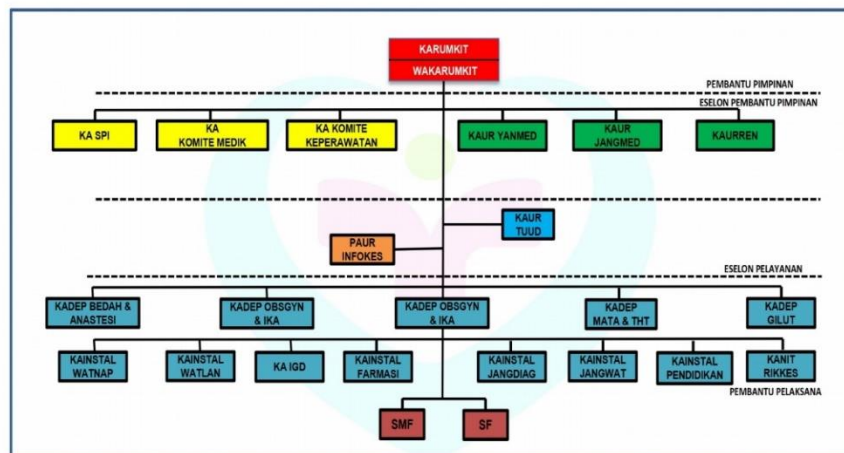 KARUMKIT
WAKARUMKIT
PEMBANTU PIMPINAN
ESELON PEMBANTU PIMPINAN
KA SPI
KA
KOMITE MEDIK
KA KOMITE
KEPERAWATAN
KAUR YANMED
KAUR
JANGMED
KAURREN
KAUR
TUUD
PAUR
INFOKES
ESELON PELAYANAN
KADEP BEDAH &
ANASTESI
KADEP OBSGYN
& IKA
KADEP OBSGYN
& IKA
KADEP
MATA & THT
KADEP
GILUT
KAINSTAL
WATNAP
KAINSTAL
WATLAN
KA IGD
KAINSTAL
FARMASI
KAINSTAL
JANGDIAG
KAINSTAL
JANGWAT
KAINSTAL
PENDIDIKAN
KANIT
RIKKES
PEMBANTU PELAKSANA
SMF
SF